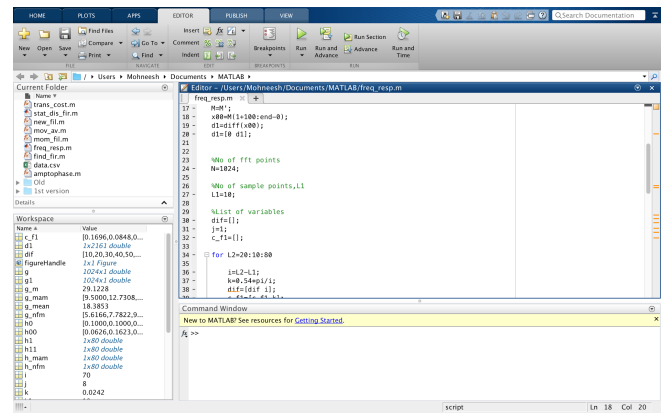 HOME PLOTS APPS EDITOR PUBLISH VIEW
Search Documentation
New Open Save
Find Files
Compare
Print
Go To
Find
Insert
Comment
Indent
Breakpoints
Run Run and Advance
Run Section
Advance
Run and Time
FILE NAVIGATE EDIT BREAKPOINTS RUN
/ Users Mohneesh Documents MATLAB
Current Folder
Name
trans_cost.m
stat_dis_fir.m
new_fil.m
mov_av.m
mom_fil.m
freq_resp.m
find_fir.m
data.csv
amptophase.m
Old
1st version
Details
Workspace
Name Value
c_f1 [0.1696,0.0848,0...
d1 1x2161 double
dif [10,20,30,40,50,...
figureHandle 1x1 Figure
g 1024x1 double
g1 1024x1 double
g_m 29.1228
g_mam [9.5000,12.7308,...
g_mean 18.3853
g_nfm [5.6166,7.7822,9...
h0 [0.1000,0.1000,0...
h00 [0.0626,0.1623,0...
h1 1x80 double
h11 1x80 double
h_mam 1x80 double
h_nfm 1x80 double
i 70
j 8
k 0.0242
Editor – /Users/Mohneesh/Documents/MATLAB/freq_resp.m
freq_resp.m × +
17 – M=M';
18 – x00=M(1+100:end-0);
19 – d1=diff(x00);
20 – d1=[0 d1];
21
22
23 %No of fft points
24 – N=1024;
25
26 %No of sample points,L1
27 – L1=10;
28
29 %List of variables
30 – dif=[];
31 – j=1;
32 – c_f1=[];
33
34 – for L2=20:10:80
35
36 – i=L2-L1;
37 – k=0.54*pi/i;
38 – dif=[dif i];
Command Window
New to MATLAB? See resources for Getting Started.
fx >>
script Ln 18 Col 20